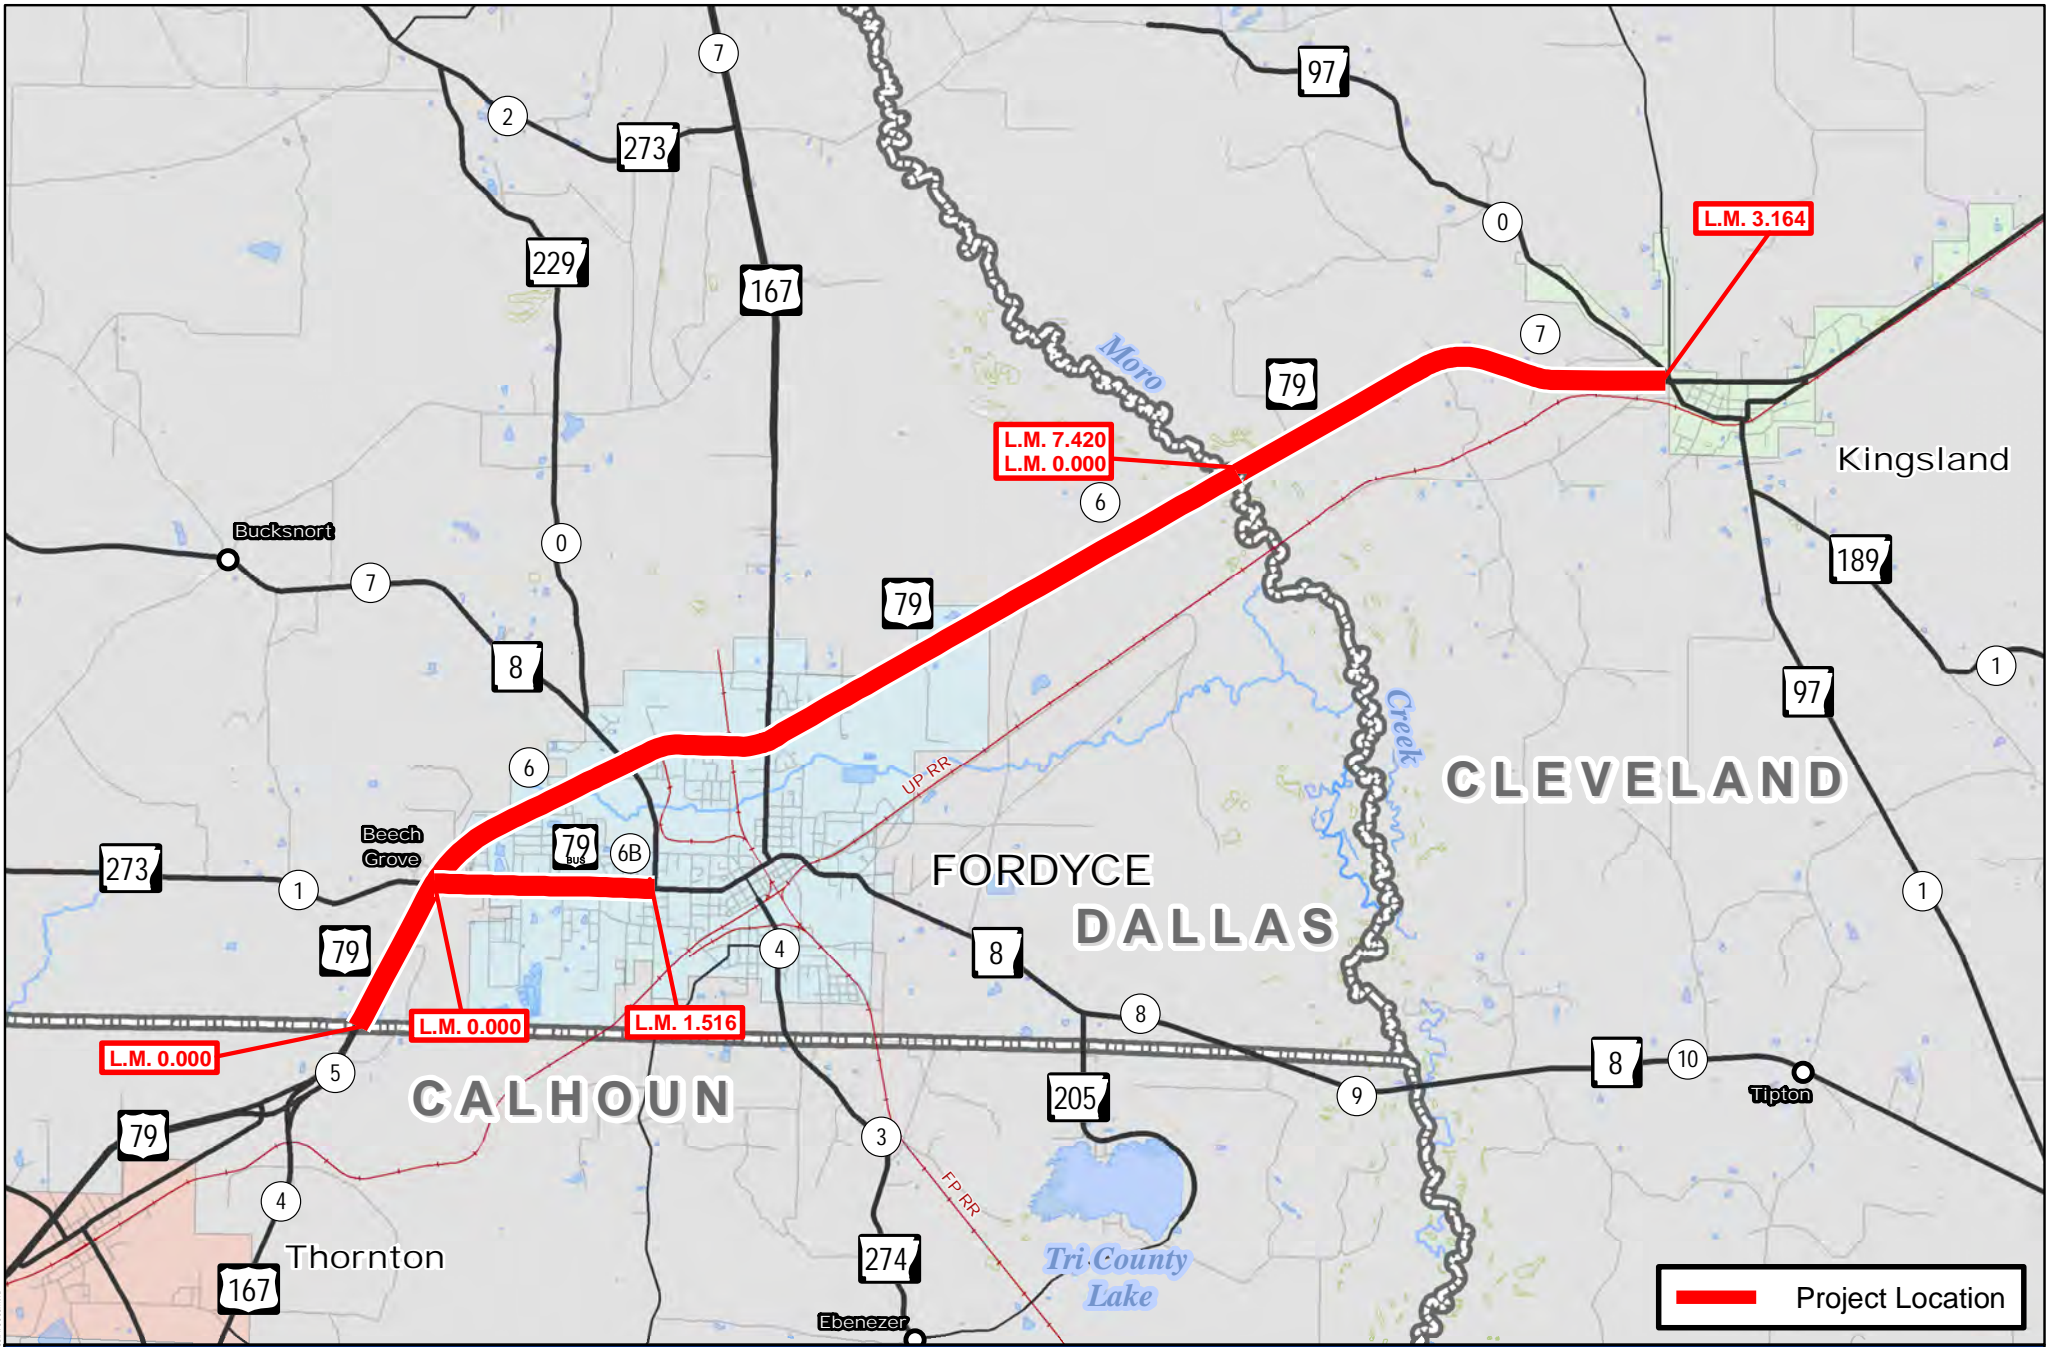 7
97
2
273
0
L.M. 3.164
229
167
7
Moro
79
L.M. 7.420
L.M. 0.000
Kingsland
6
Bucksnort
0
189
7
79
8
1
97
Creek
6
UP RR
CLEVELAND
Beech
Grove
79
BUS
6B
273
1
FORDYCE
1
DALLAS
79
4
8
L.M. 0.000
L.M. 1.516
8
L.M. 0.000
5
8
10
CALHOUN
205
9
Tipton
79
3
FP RR
4
Thornton
274
Tri County
Lake
167
Ebenezer
Project Location